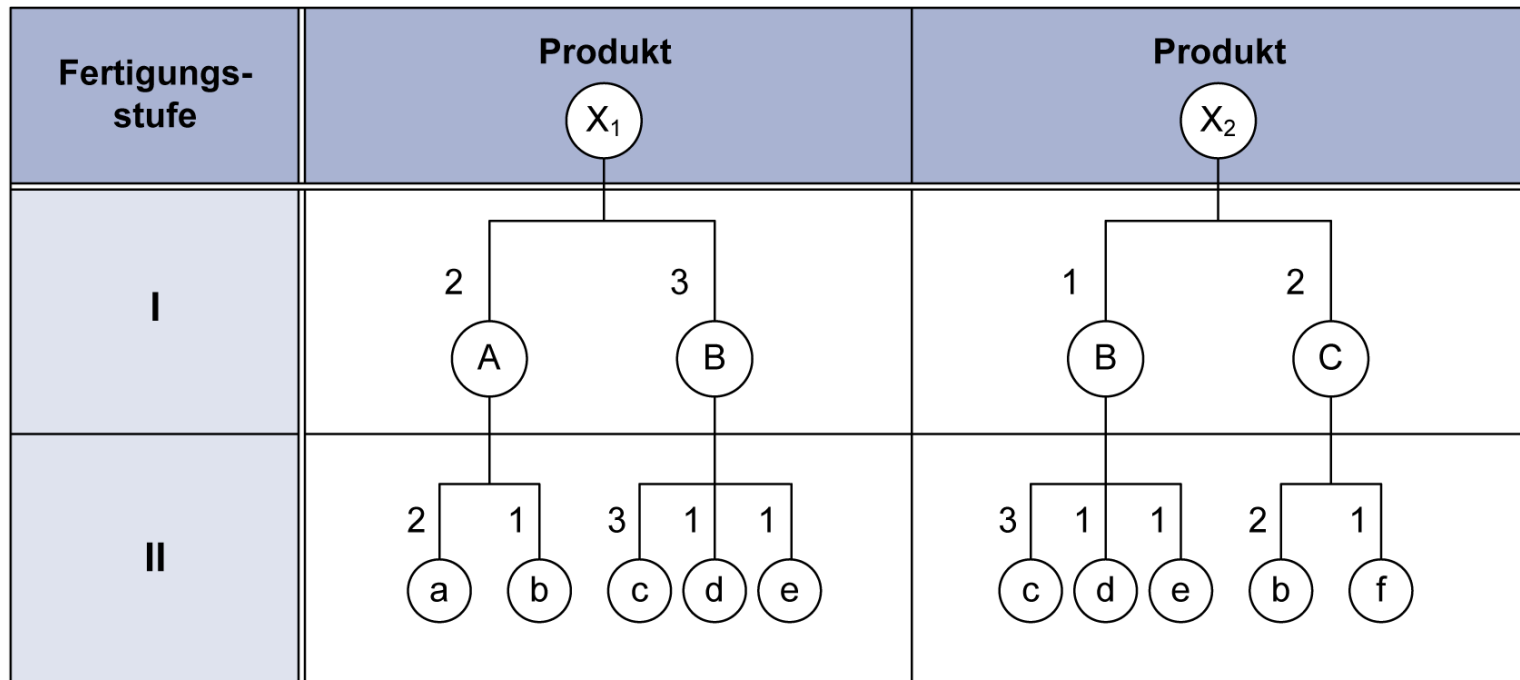 Fertigungs-
stufe
Produkt
X₁
Produkt
X₂
I
2
3
A
B
1
2
B
C
II
2
1
3
1
1
a
b
c
d
e
3
1
1
2
1
c
d
e
b
f